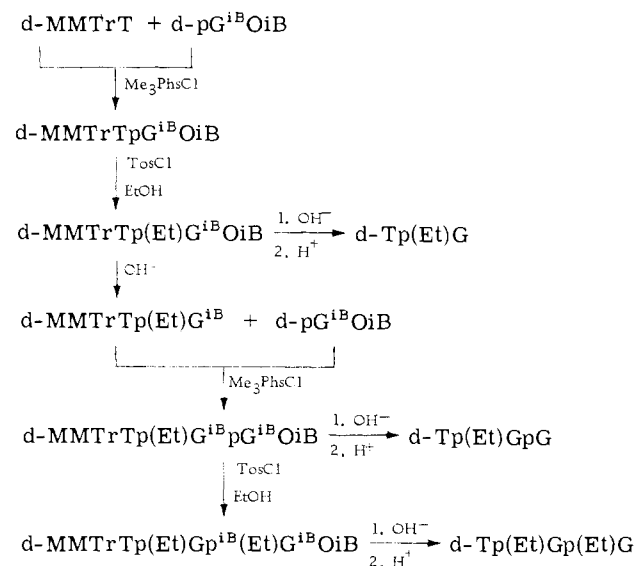 d-MMTrT + d-pG^iBOiB
Me3PhsCl
d-MMTrTpG^iBOiB
TosCl
EtOH
d-MMTrTp(Et)G^iBOiB 1. OH⁻ 2. H⁺ d-Tp(Et)G
OH⁻
d-MMTrTp(Et)G^iB + d-pG^iBOiB
Me3PhsCl
d-MMTrTp(Et)G^iBpG^iBOiB 1. OH⁻ 2. H⁺ d-Tp(Et)GpG
TosCl
EtOH
d-MMTrTp(Et)Gp^iB(Et)G^iBOiB 1. OH⁻ 2. H⁺ d-Tp(Et)Gp(Et)G